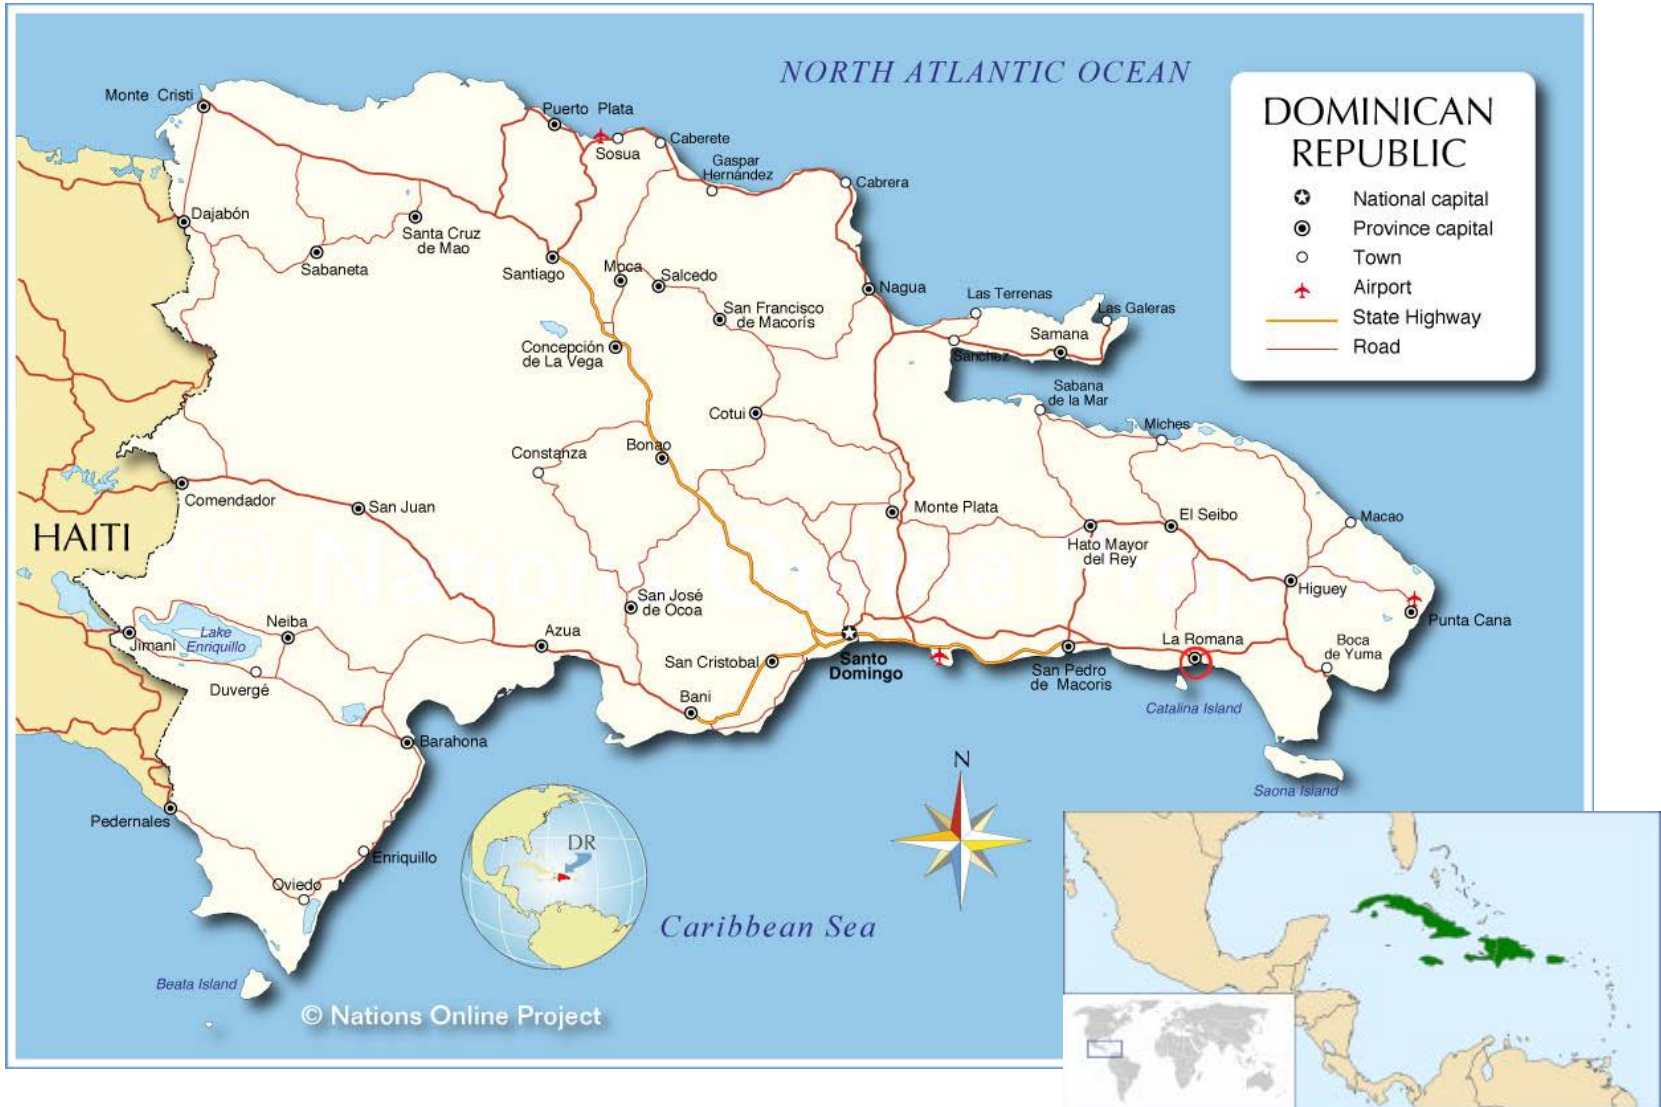 NORTH ATLANTIC OCEAN
DOMINICAN
REPUBLIC
National capital
Province capital
Town
Airport
State Highway
Road
Monte Cristi
Puerto Plata
Sosua
Caberete
Gaspar
Hernández
Cabrera
Dajabón
Santa Cruz
de Mao
Sabaneta
Santiago
Moca
Salcedo
Nagua
San Francisco
de Macorís
Las Terrenas
Las Galeras
Samana
Sanchez
Concepción
de La Vega
Sabana
de la Mar
Miches
Cotui
Bonao
Constanza
Comendador
San Juan
Monte Plata
El Seibo
Macao
Hato Mayor
del Rey
HAITI
© Nations Online Project
Higuey
Punta Cana
San José
de Ocoa
Neiba
Lake
Enriquillo
Jimaní
Duvergé
Azua
San Cristobal
Santo
Domingo
La Romana
Boca
de Yuma
San Pedro
de Macoris
Bani
Catalina Island
Barahona
N
Saona Island
Pedernales
Enriquillo
DR
Oviedo
Caribbean Sea
Beata Island
© Nations Online Project